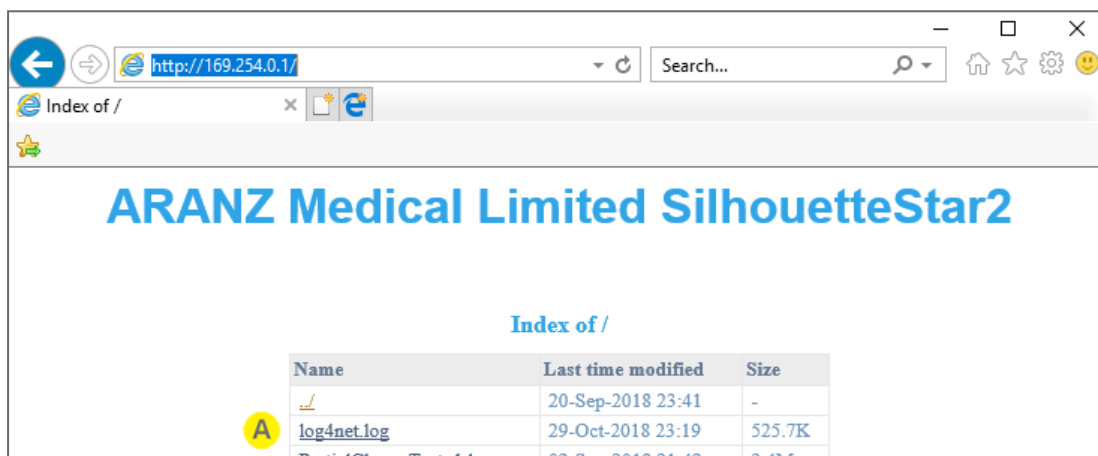 http://169.254.0.1/
Search...
Index of /
ARANZ Medical Limited SilhouetteStar2
Index of /
Name Last time modified Size
../ 20-Sep-2018 23:41 -
A log4net.log 29-Oct-2018 23:19 525.7K